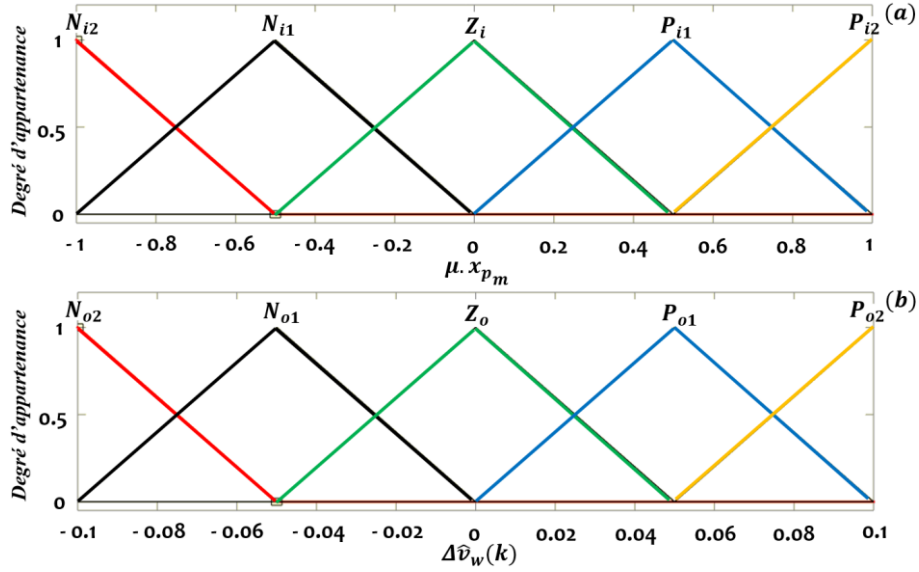 N_{i2} N_{i1} Z_i P_{i1} P_{i2} (a)
1
0.5
0
Degré d'appartenance
- 1 - 0.8 - 0.6 - 0.4 - 0.2 0 0.2 0.4 0.6 0.8 1
μ. x_{p_m}
N_{o2} N_{o1} Z_o P_{o1} P_{o2} (b)
1
0.5
0
Degré d'appartenance
- 0.1 - 0.08 - 0.06 - 0.04 - 0.02 0 0.02 0.04 0.06 0.08 0.1
Δv̂_w(k)